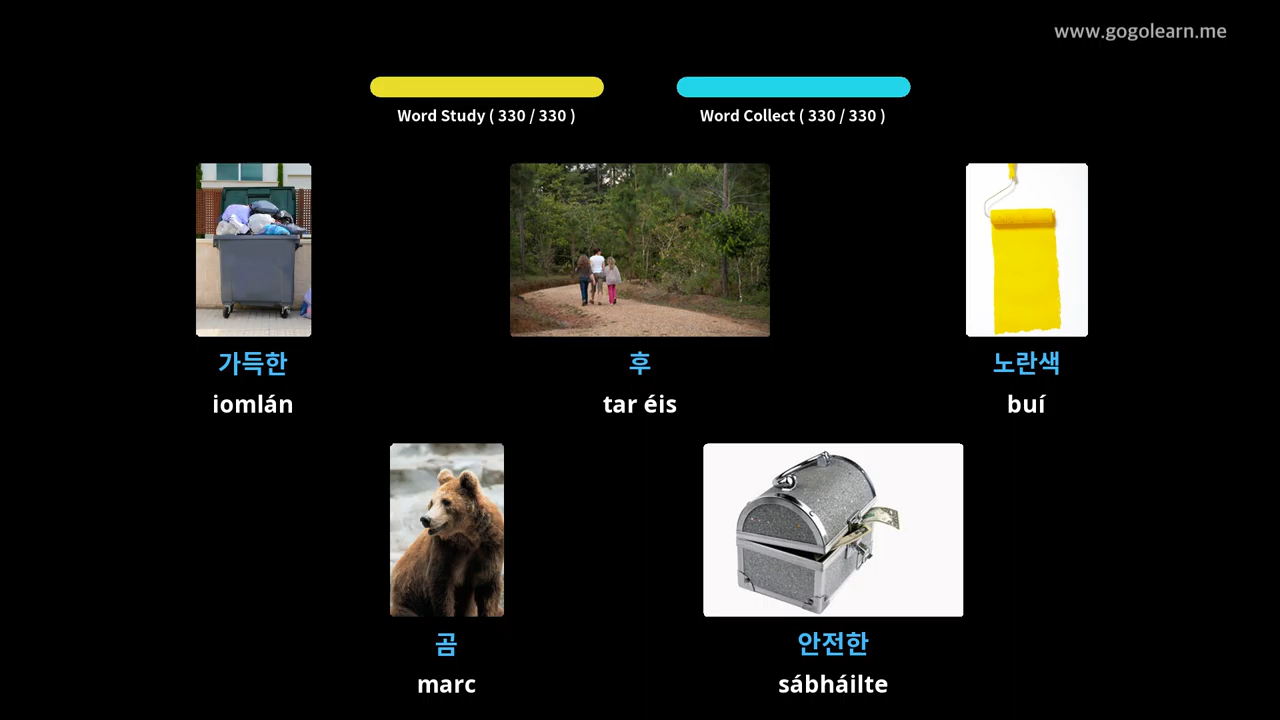 www.gogolearn.me
Word Study ( 330 / 330 )
Word Collect ( 330 / 330 )
가득한
iomlán
후
tar éis
노란색
buí
곰
marc
안전한
sábháilte